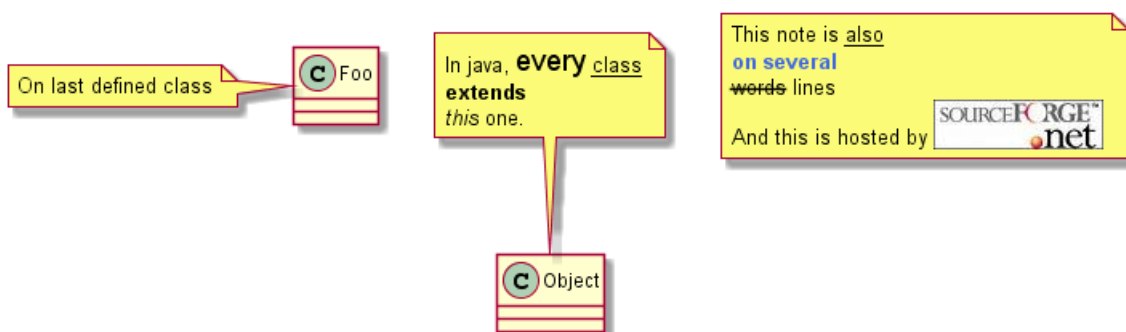 On last defined class
C Foo
In java, every class
extends
this one.
C Object
This note is also
on several
words lines
And this is hosted by SOURCEFORGE™
.net